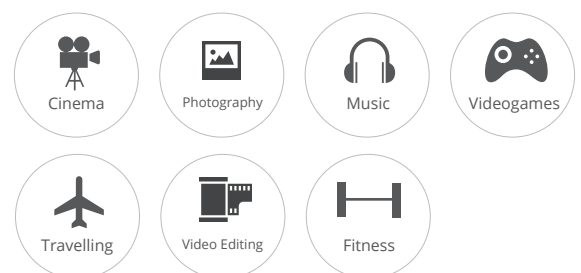 Cinema
Photography
Music
Videogames
Travelling
Video Editing
Fitness